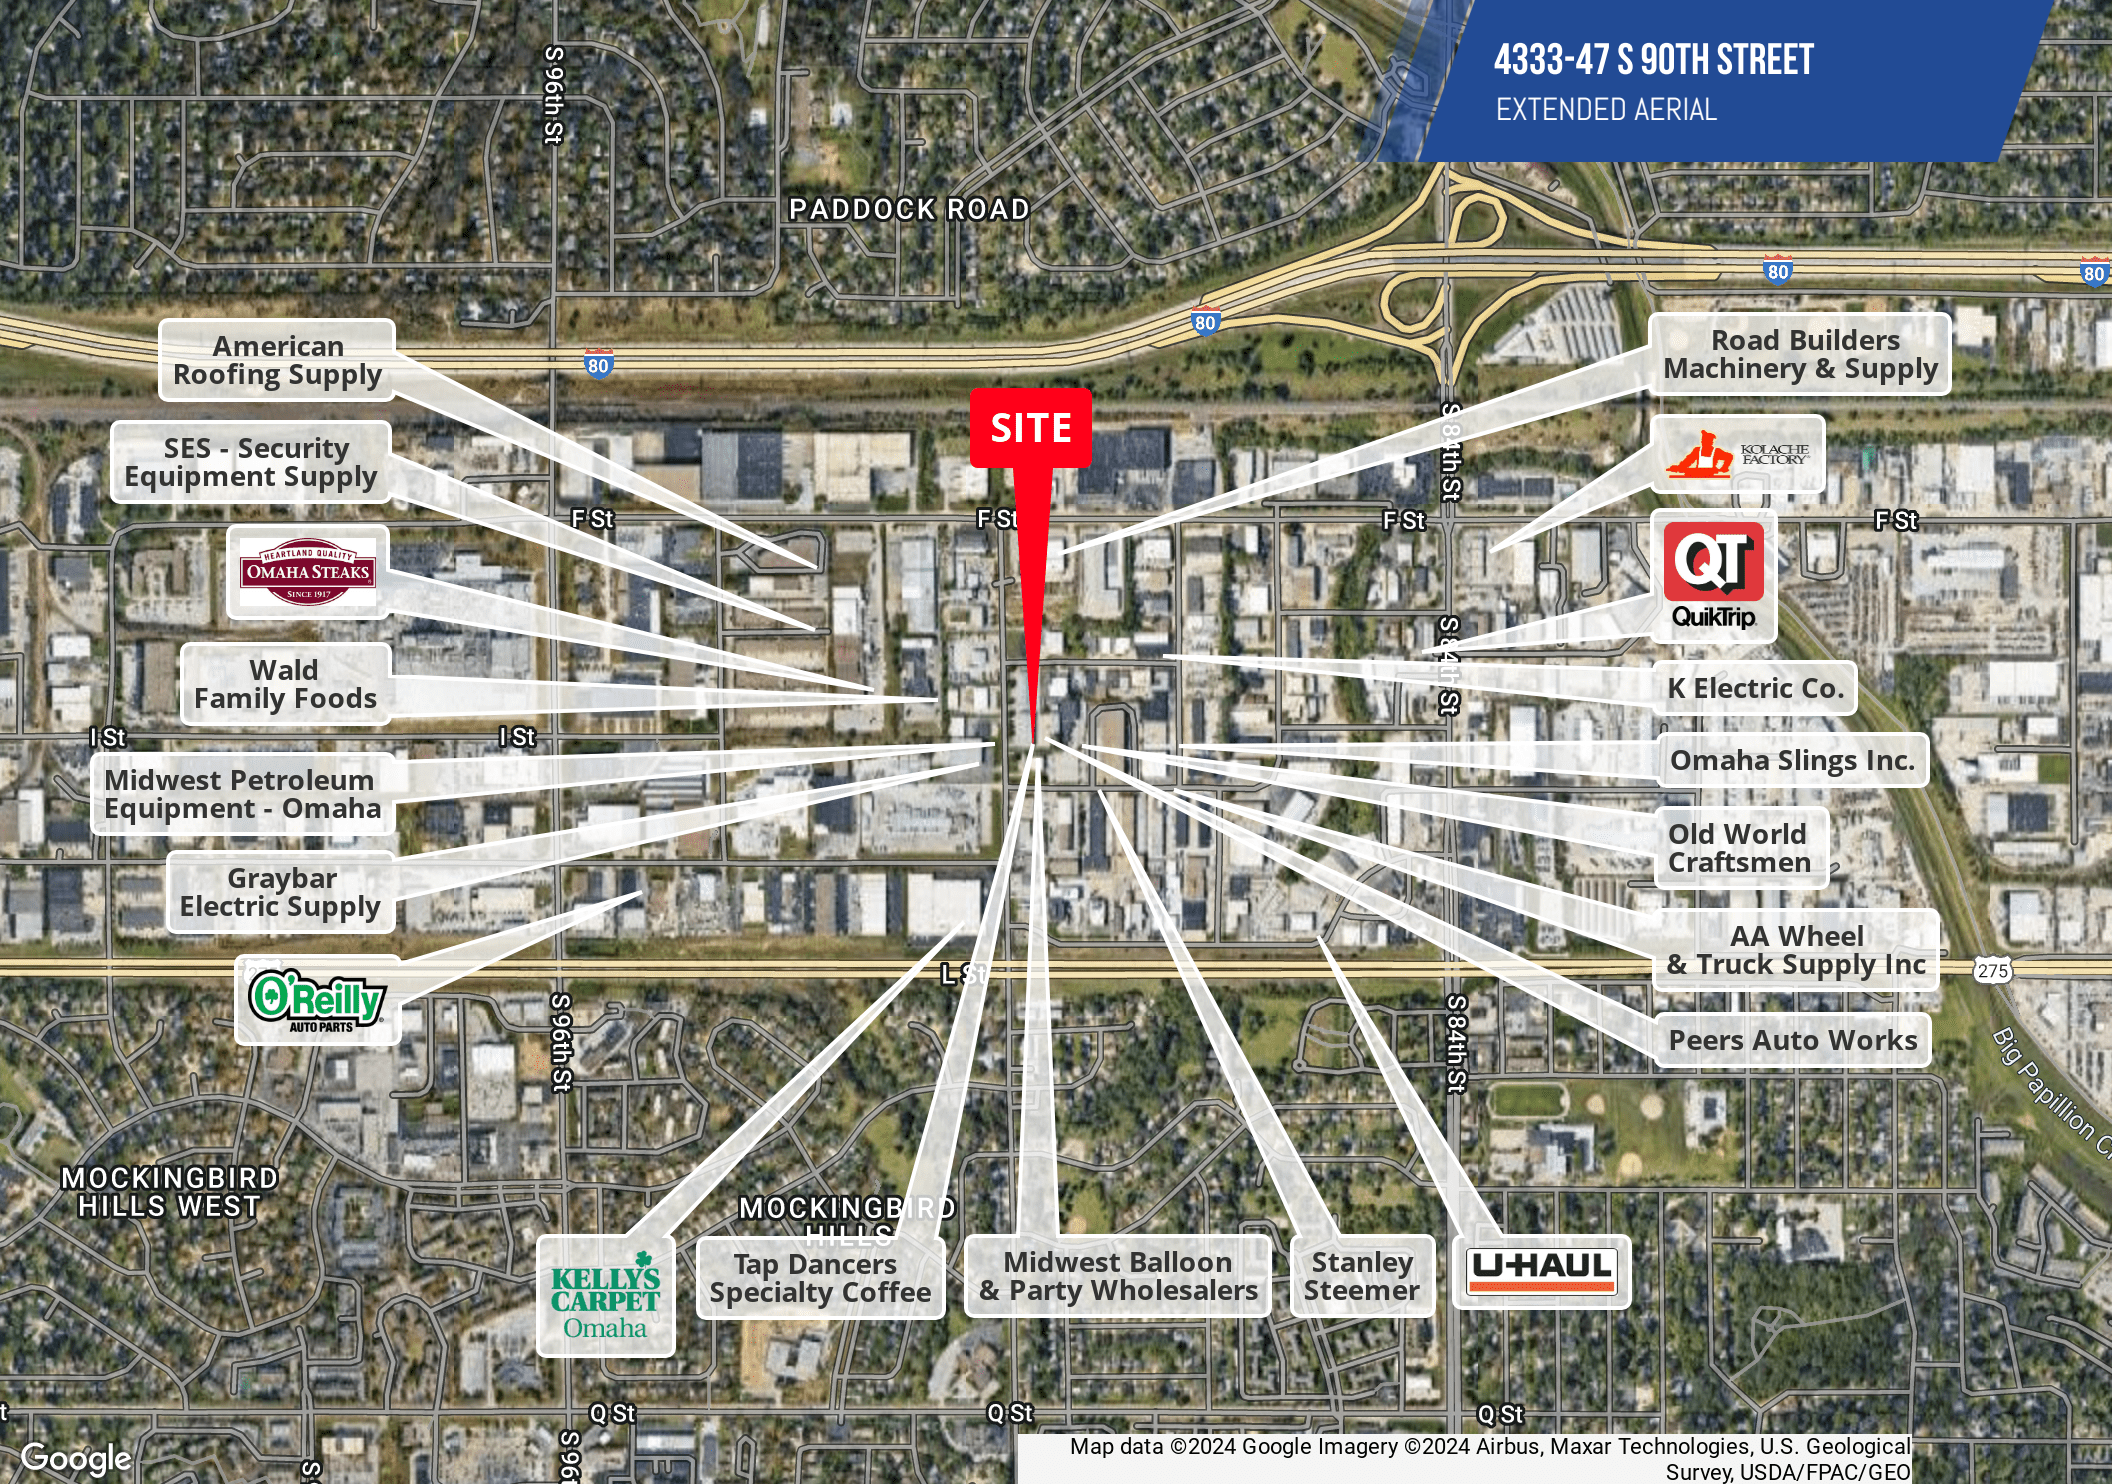 4333-47 S 90TH STREET
EXTENDED AERIAL
S 96th St
PADDOCK ROAD
80
80
80
80
American
Roofing Supply
SES - Security
Equipment Supply
HEARTLAND QUALITY
OMAHA STEAKS
SINCE 1917
Wald
Family Foods
Midwest Petroleum
Equipment - Omaha
Graybar
Electric Supply
O'Reilly
AUTO PARTS
SITE
Road Builders
Machinery & Supply
KOLACHE
FACTORY
QT
QuikTrip
K Electric Co.
Omaha Slings Inc.
Old World
Craftsmen
AA Wheel
& Truck Supply Inc
Peers Auto Works
F St
F St
F St
F St
S 84th St
S 84th St
I St
I St
L St
275
S 96th St
S 84th St
Big Papillion
MOCKINGBIRD
HILLS WEST
MOCKINGBIRD
HILLS
KELLY'S
CARPET
Omaha
Tap Dancers
Specialty Coffee
Midwest Balloon
& Party Wholesalers
Stanley
Steemer
U-HAUL
Q St
Q St
Q St
S 96
S
Google
Map data ©2024 Google Imagery ©2024 Airbus, Maxar Technologies, U.S. Geological
Survey, USDA/FPAC/GEO